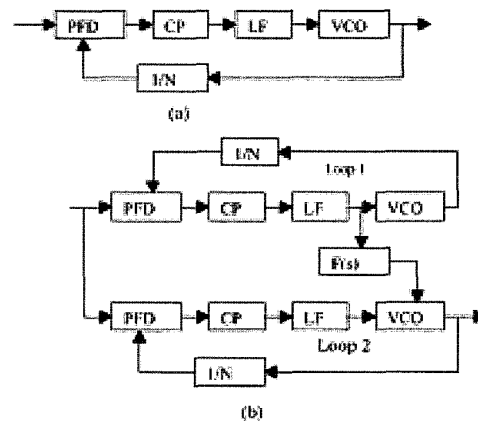 PFD CP LF VCO
1/N
(a)
1/N
Loop 1
PFD CP LF VCO
F(s)
PFD CP LF VCO
Loop 2
1/N
(b)